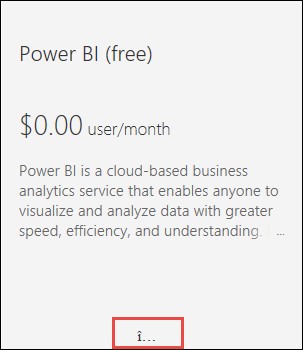 Power BI (free)
$0.00 user/month
Power BI is a cloud-based business
analytics service that enables anyone to
visualize and analyze data with greater
speed, efficiency, and understanding. ...
î...